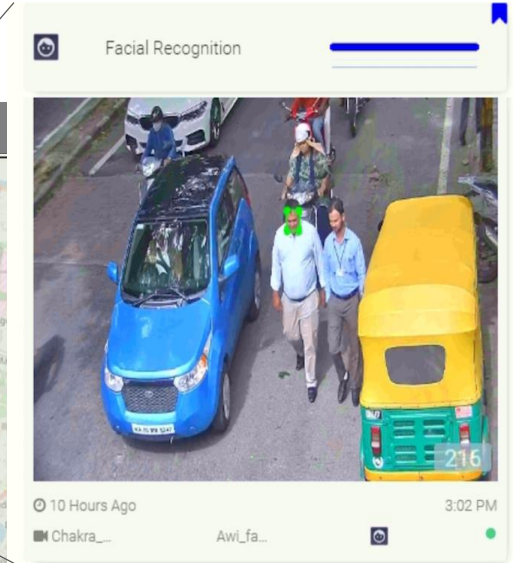 Facial Recognition
216
10 Hours Ago
3:02 PM
Chakra_...
Awi_fa...